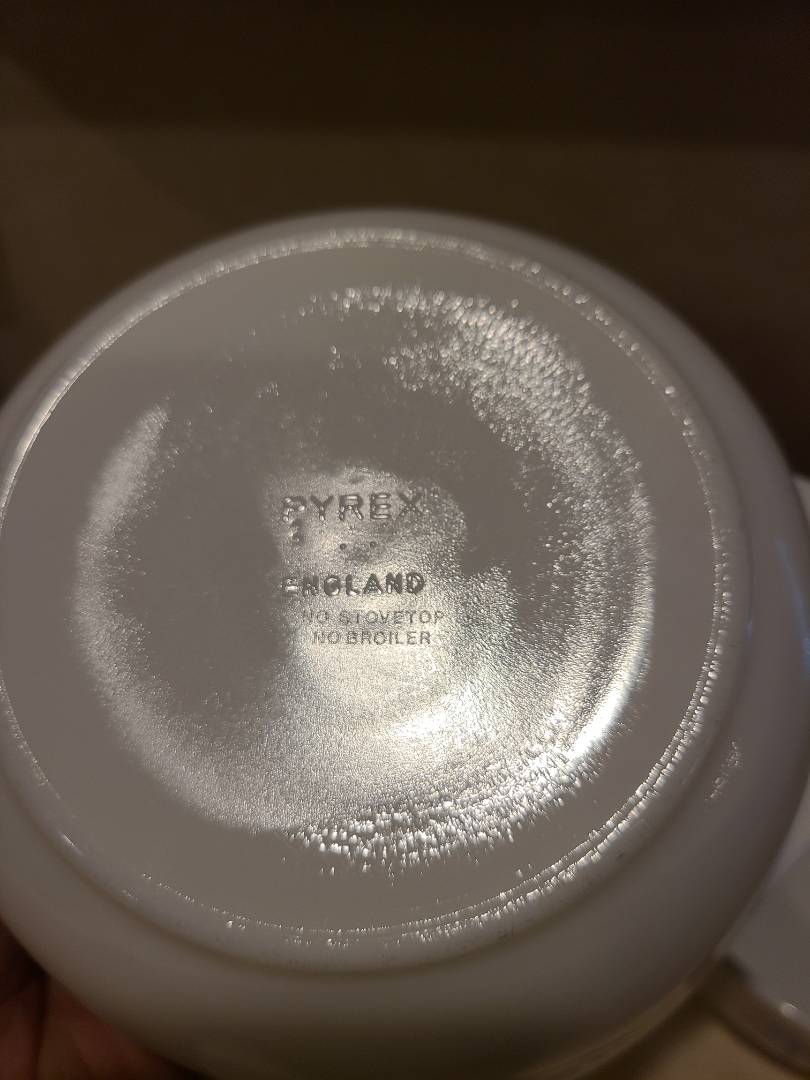 PYREX
ENGLAND
NO STOVETOP
NO BROILER